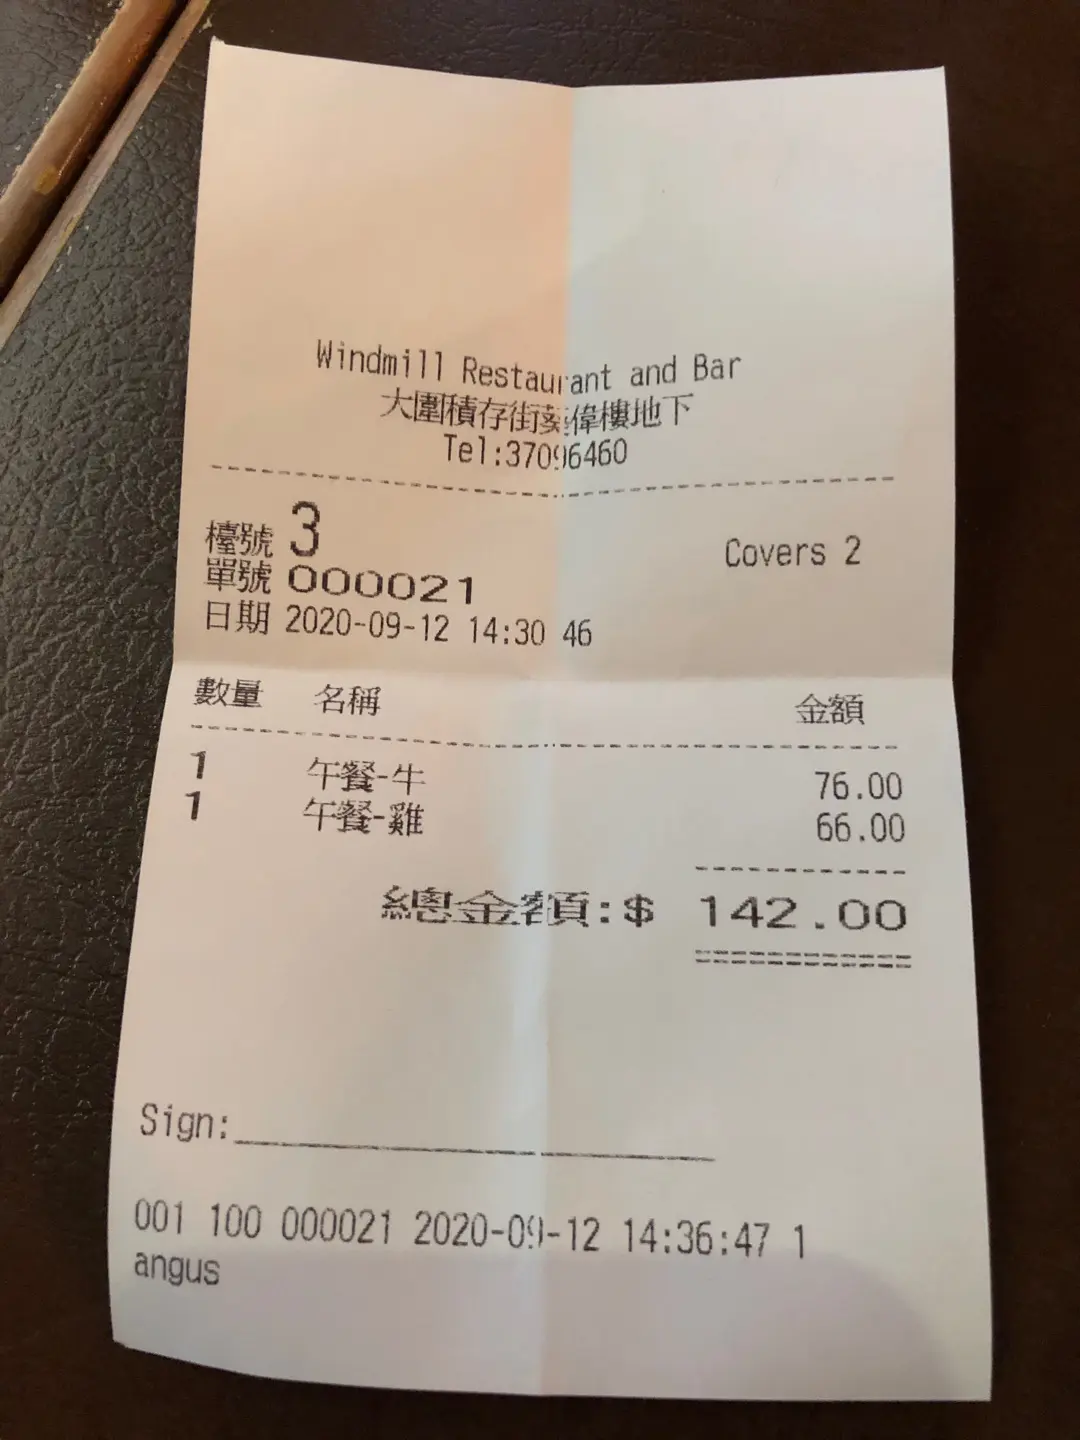 Windmill Restaurant and Bar
大圍積存街葵偉樓地下
Tel:37096460
檯號 3 Covers 2
單號 000021
日期 2020-09-12 14:30 46
數量 名稱 金額
1 午餐-牛 76.00
1 午餐-雞 66.00
總金額:$ 142.00
Sign:
001 100 000021 2020-09-12 14:36:47 1
angus